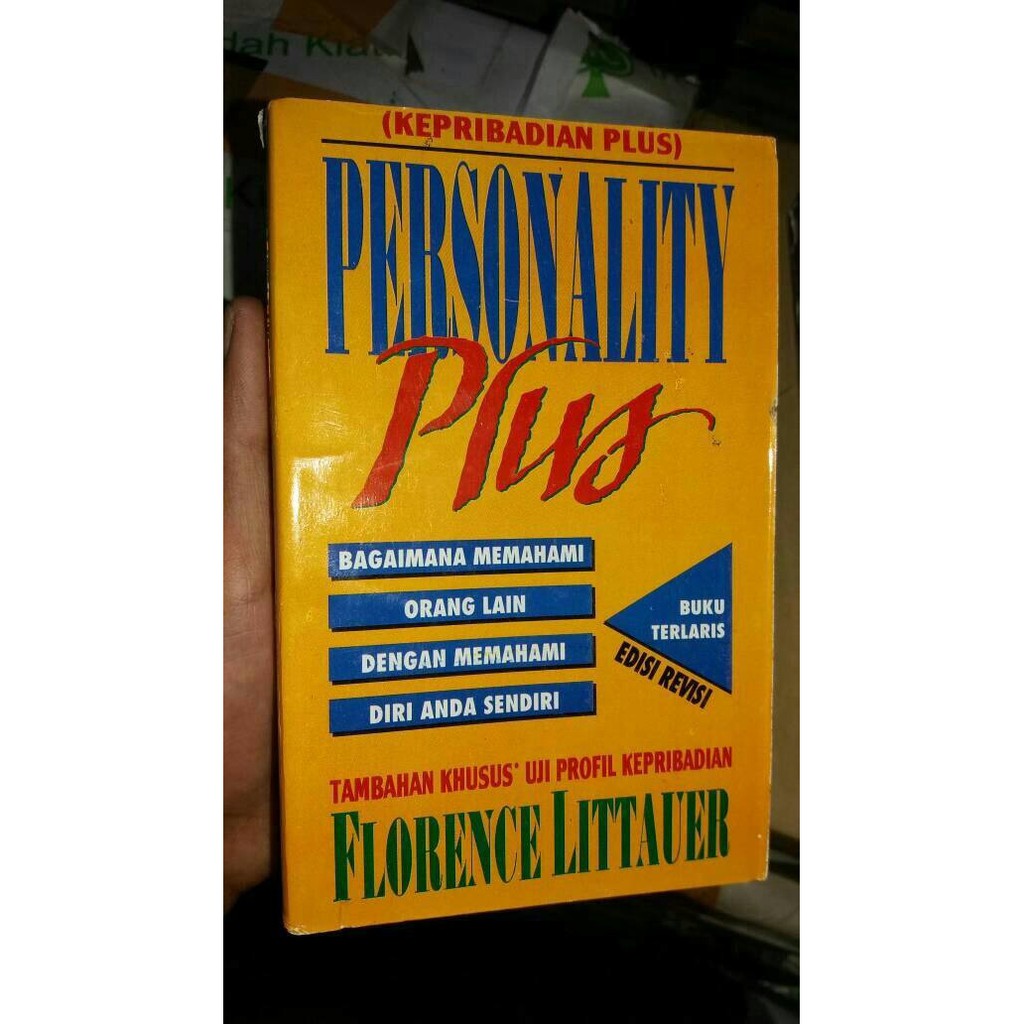 (KEPRIBADIAN PLUS)
PERSONALITY
Plus
BAGAIMANA MEMAHAMI
ORANG LAIN
DENGAN MEMAHAMI
DIRI ANDA SENDIRI
BUKU
TERLARIS
EDISI REVISI
TAMBAHAN KHUSUS' UJI PROFIL KEPRIBADIAN
FLORENCE LITTAUER